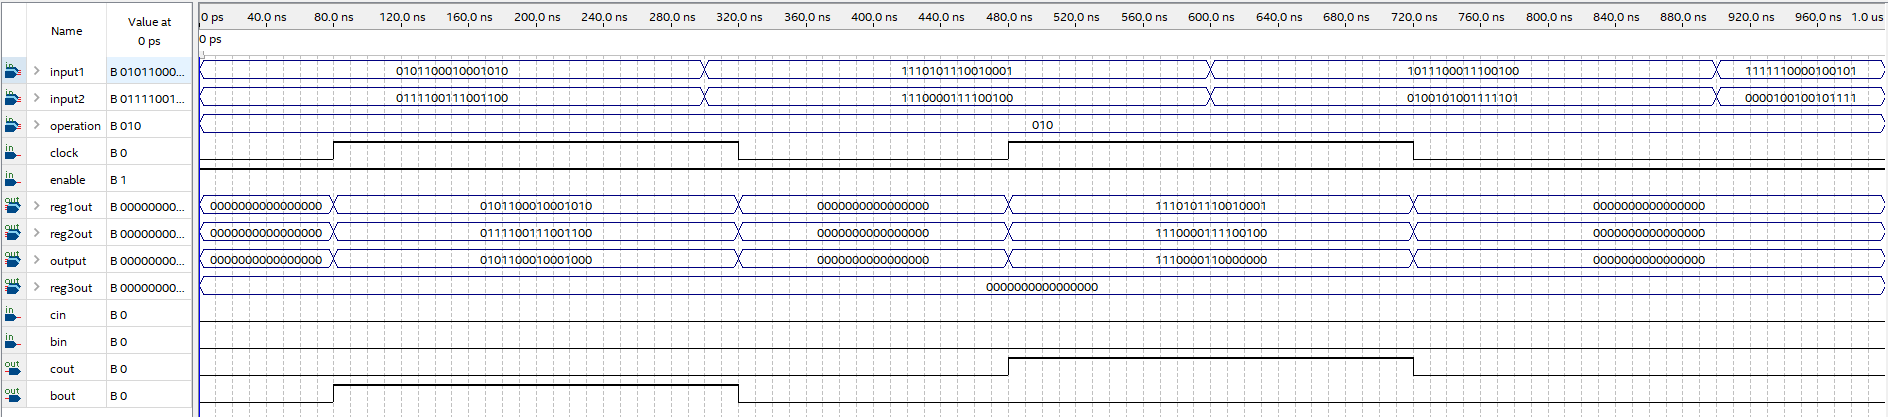 Name Value at 0 ps
0 ps 40.0 ns 80.0 ns 120.0 ns 160.0 ns 200.0 ns 240.0 ns 280.0 ns 320.0 ns 360.0 ns 400.0 ns 440.0 ns 480.0 ns 520.0 ns 560.0 ns 600.0 ns 640.0 ns 680.0 ns 720.0 ns 760.0 ns 800.0 ns 840.0 ns 880.0 ns 920.0 ns 960.0 ns 1.0 us
0 ps
in input1 B 01011000... 0101100010001010 1110101110010001 1011100011100100 1111110000100101
in input2 B 01111001... 0111100111001100 1110000111100100 0100101001111101 0000100100101111
in operation B 010 010
in clock B 0
in enable B 1
out reg1out B 00000000... 0000000000000000 0101100010001010 0000000000000000 1110101110010001 0000000000000000
out reg2out B 00000000... 0000000000000000 0111100111001100 0000000000000000 1110000111100100 0000000000000000
out output B 00000000... 0000000000000000 0101100010001000 0000000000000000 1110000110000000 0000000000000000
out reg3out B 00000000... 0000000000000000
in cin B 0
in bin B 0
out cout B 0
out bout B 0